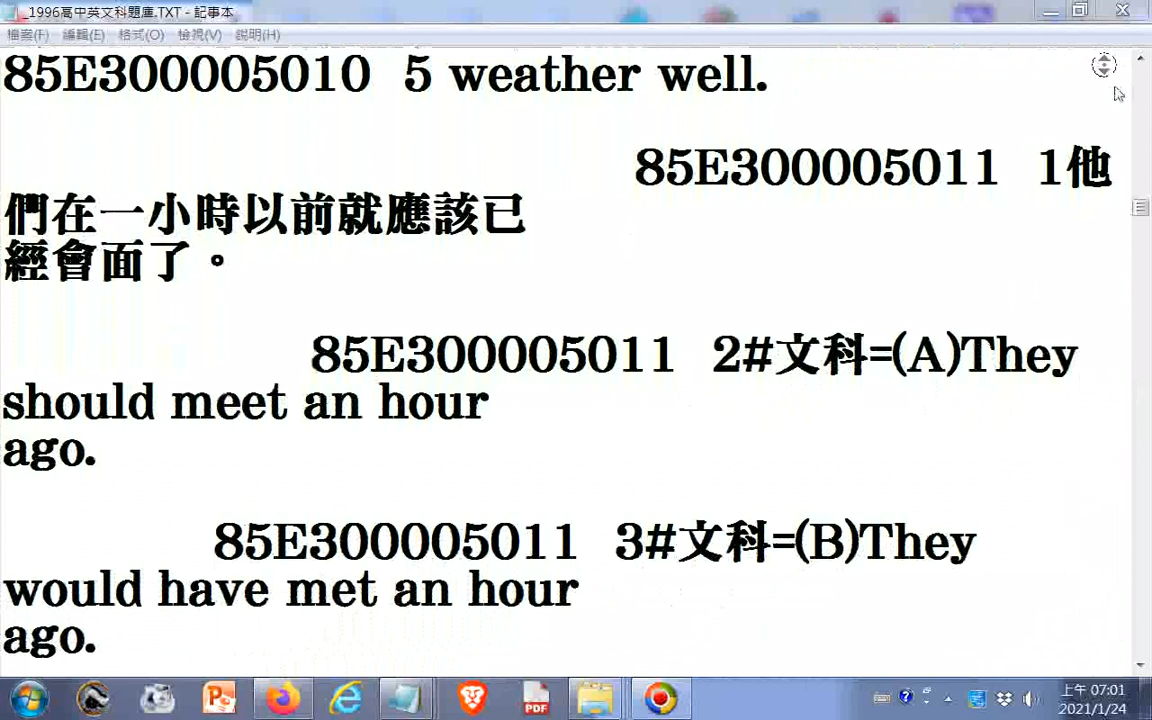 _1996高中英文科題庫.TXT - 記事本
檔案(F) 編輯(E) 格式(O) 檢視(V) 說明(H)
85E300005010 5 weather well.
85E300005011 1他
們在一小時以前就應該已
經會面了。
85E300005011 2#文科=(A)They
should meet an hour
ago.
85E300005011 3#文科=(B)They
would have met an hour
ago.
PDF
上午 07:01
2021/1/24